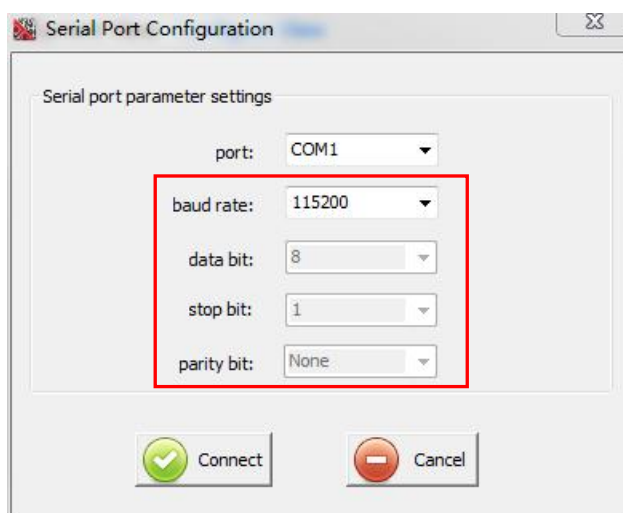 Serial Port Configuration
Serial port parameter settings
port: COM1
baud rate: 115200
data bit: 8
stop bit: 1
parity bit: None
Connect Cancel